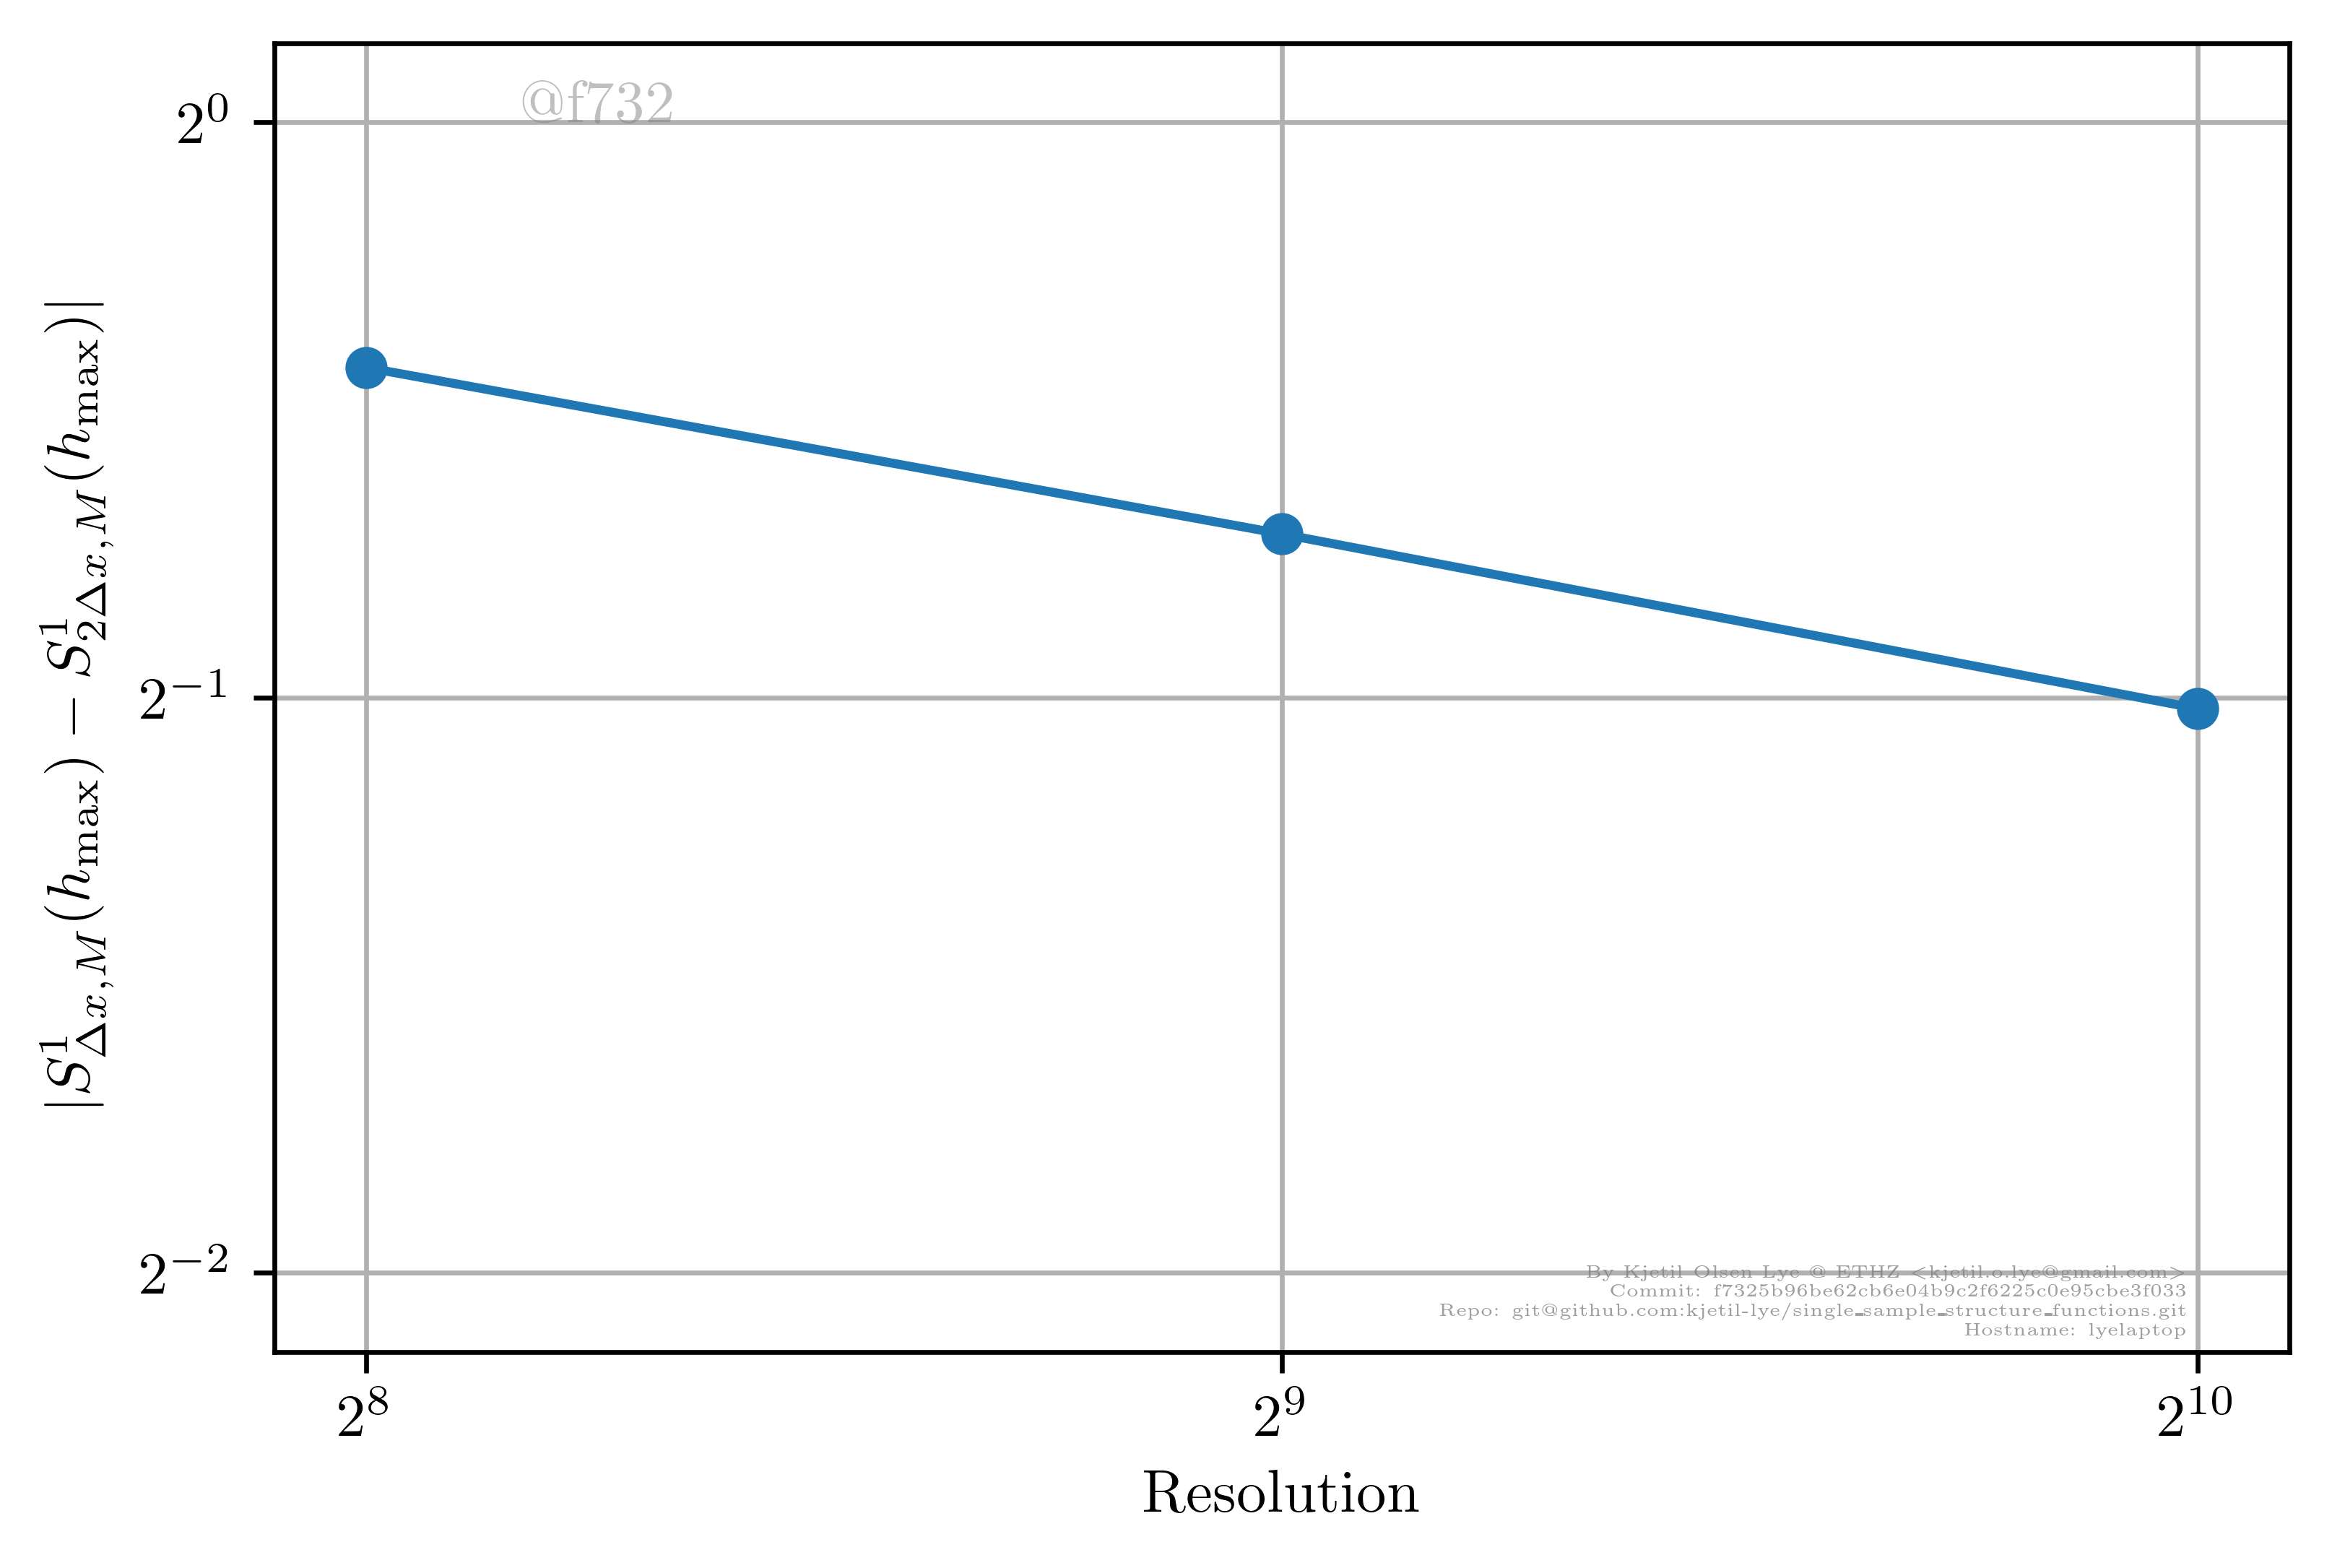 @f732
2^0
2^{-1}
2^{-2}
|S^1_{Δx,M}(h_max) − S^1_{2Δx,M}(h_max)|
By Kjetil Olsen Lye @ ETHZ <kjetil.o.lye@gmail.com>
Commit: f7325b96be62cb6e04b9c2f6225c0e95cbe3f033
Repo: git@github.com:kjetil-lye/single_sample_structure_functions.git
Hostname: lyelaptop
2^8 2^9 2^{10}
Resolution